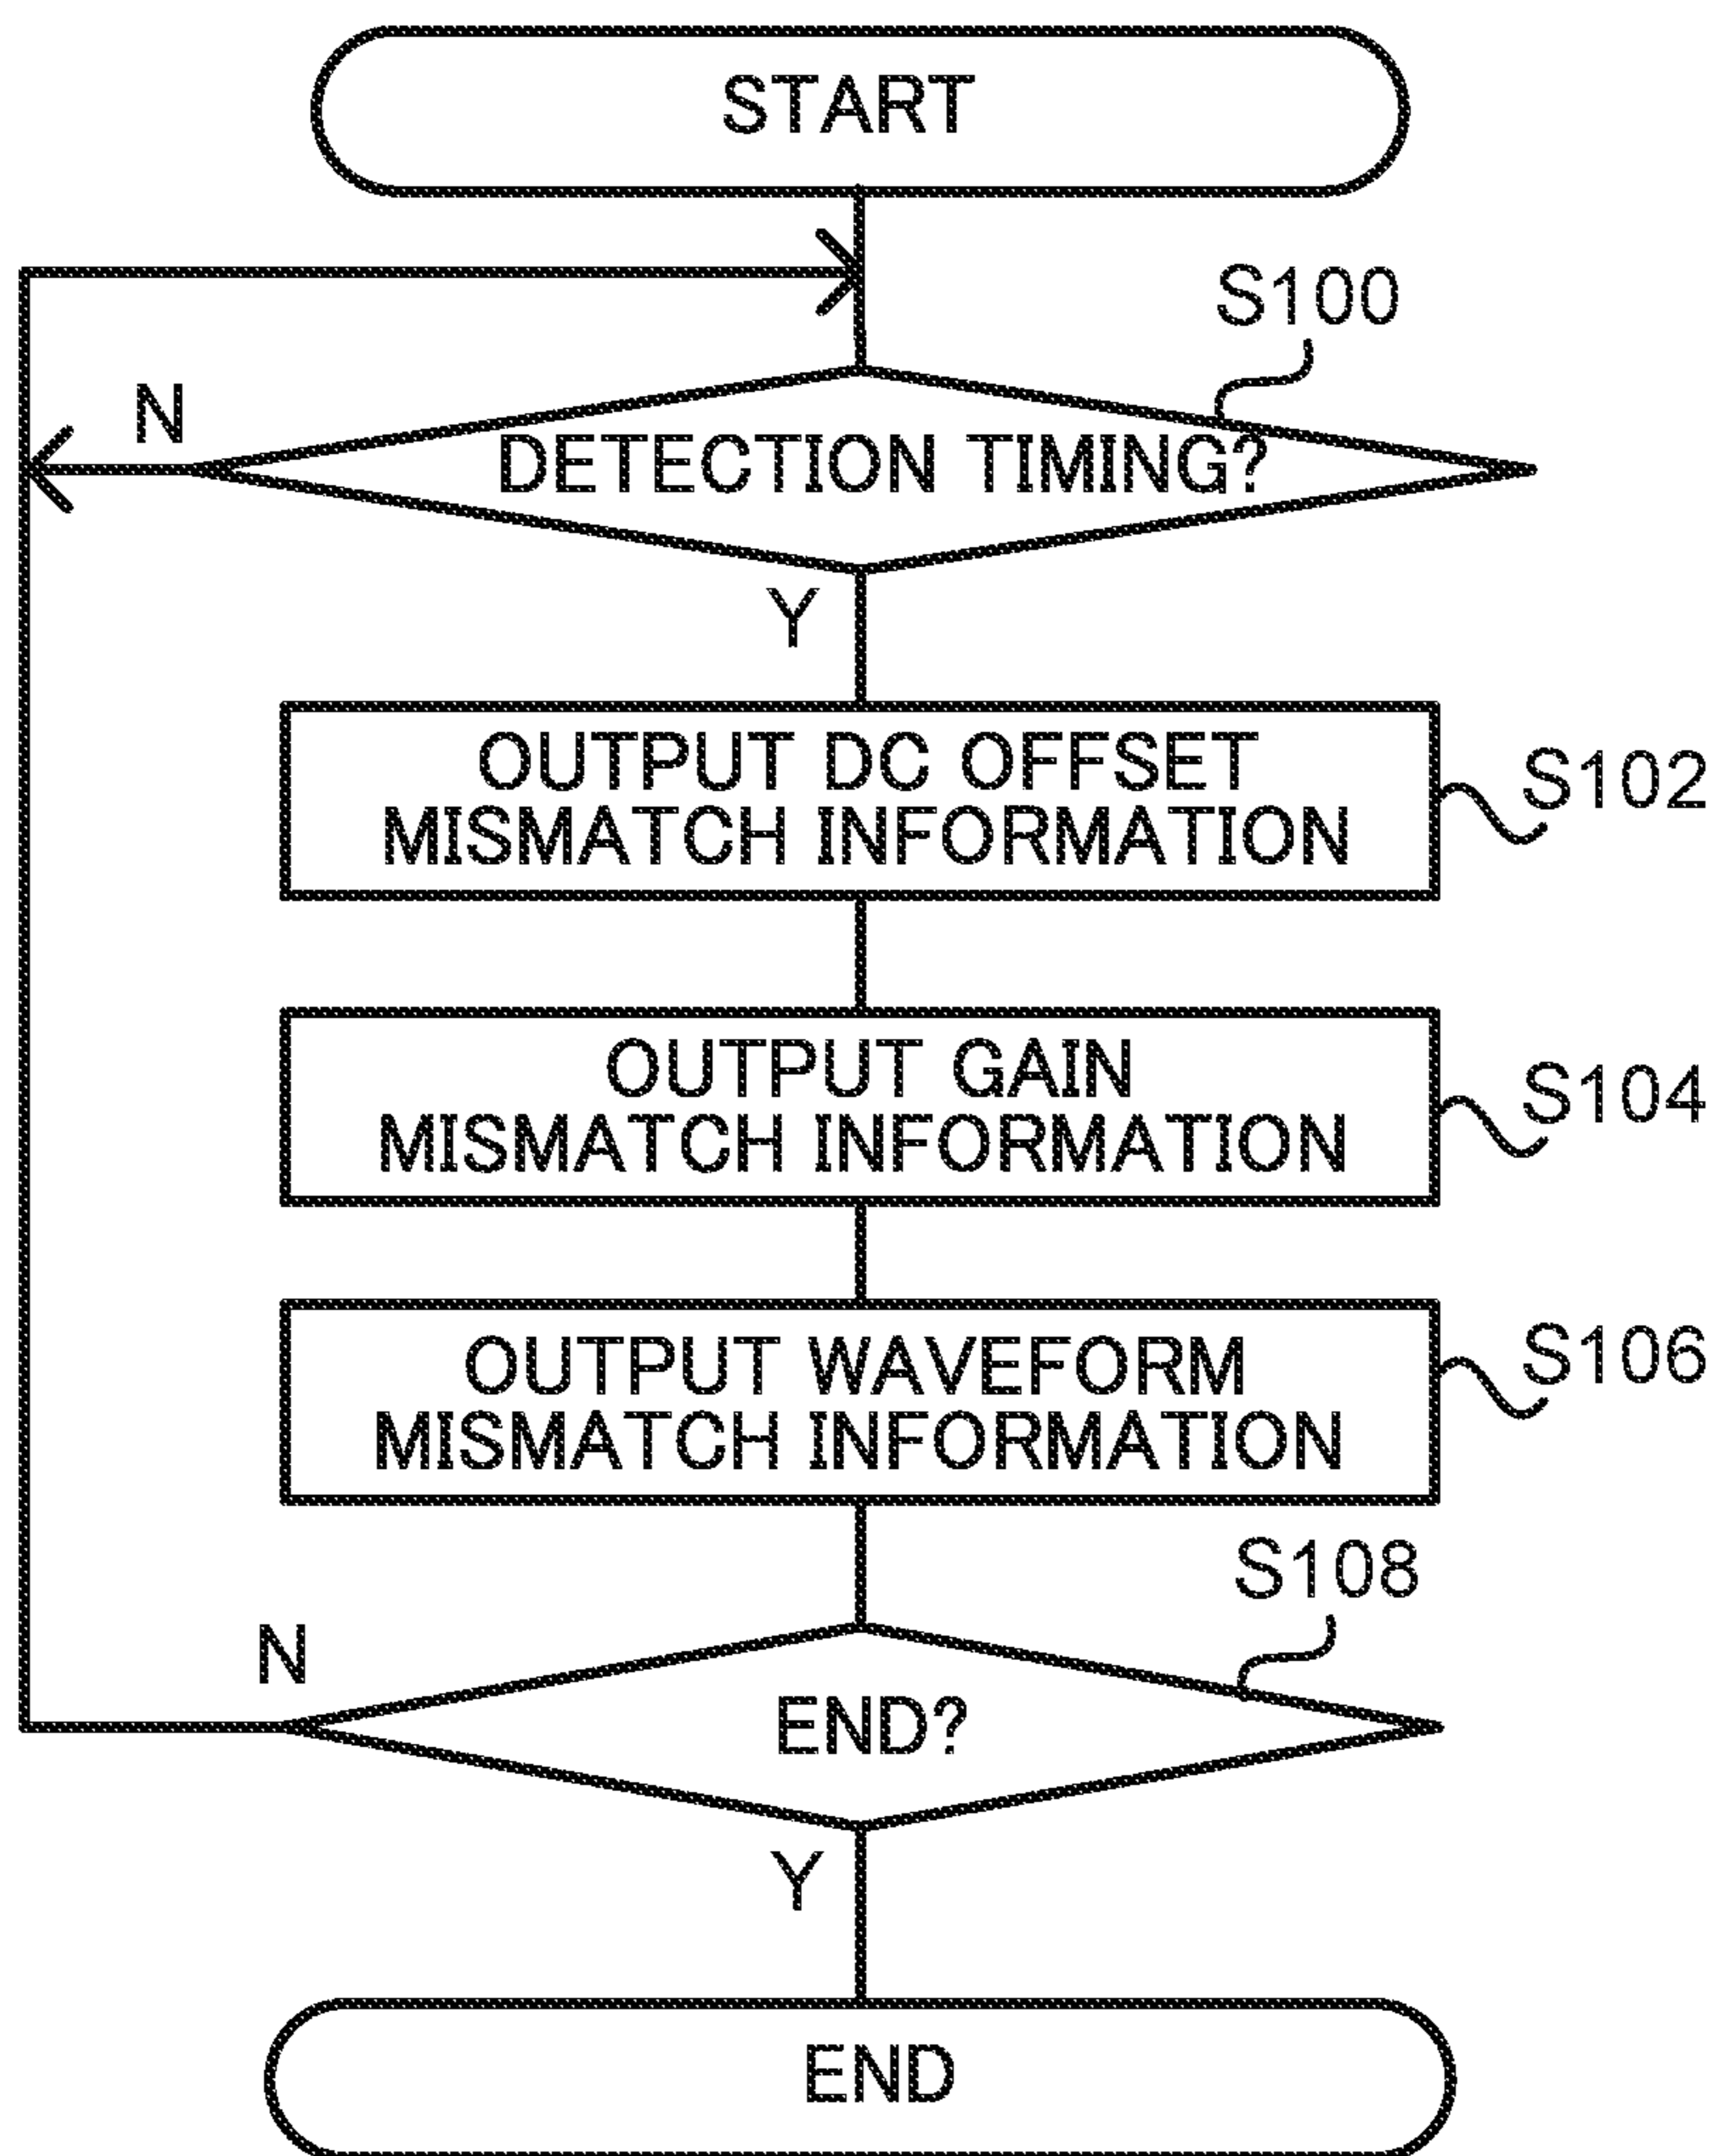 START
S100
N
DETECTION TIMING?
Y
OUTPUT DC OFFSET
MISMATCH INFORMATION
S102
OUTPUT GAIN
MISMATCH INFORMATION
S104
OUTPUT WAVEFORM
MISMATCH INFORMATION
S106
S108
N
END?
Y
END